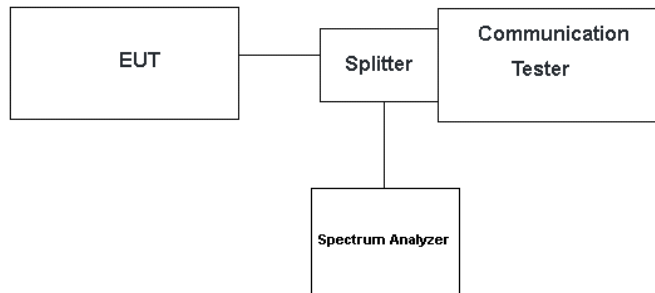 EUT
Splitter
Communication
Tester
Spectrum Analyzer